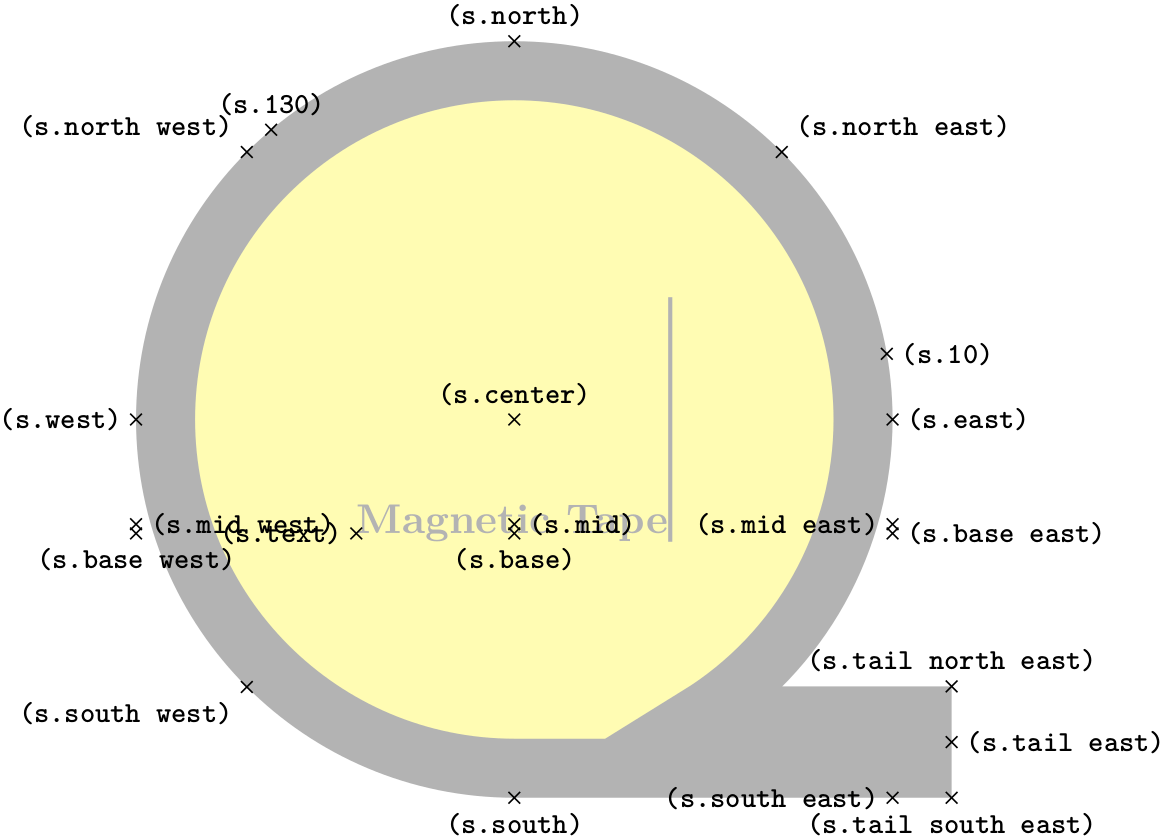 (s.north)
(s.130)
(s.north west)
(s.north east)
(s.10)
(s.center)
(s.west)
(s.east)
Magnetic Tape
(s.mid west)
(s.mid)
(s.mid east)
(s.text)
(s.base east)
(s.base west)
(s.base)
(s.tail north east)
(s.south west)
(s.tail east)
(s.south east)
(s.south)
(s.tail south east)